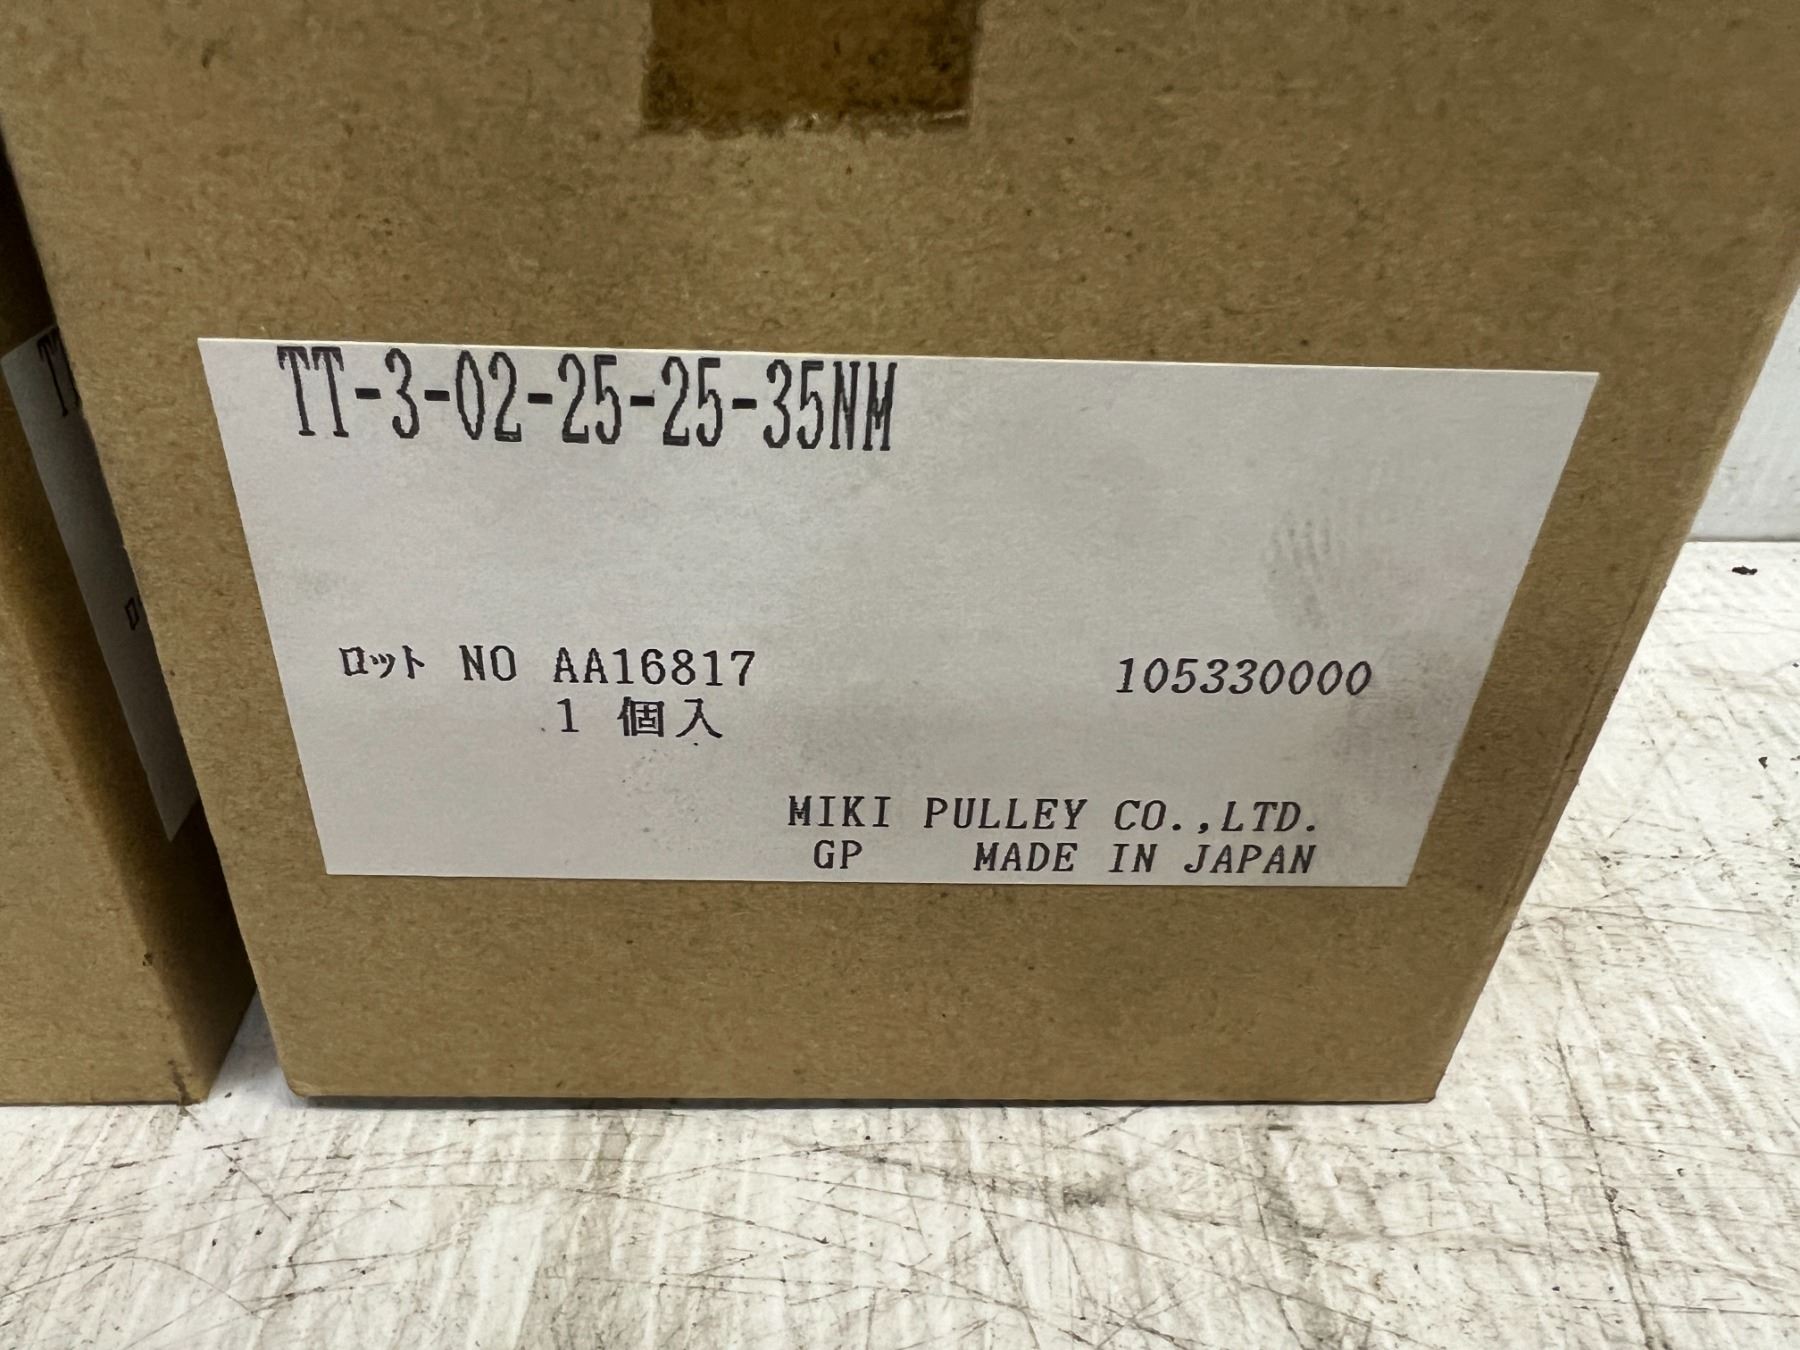 TT-3-02-25-25-35NM
ロット NO AA16817 105330000
1 個入
MIKI PULLEY CO.,LTD.
GP MADE IN JAPAN